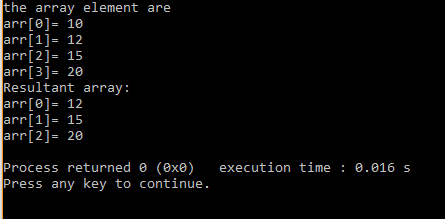 the array element are
arr[0]= 10
arr[1]= 12
arr[2]= 15
arr[3]= 20
Resultant array:
arr[0]= 12
arr[1]= 15
arr[2]= 20
Process returned 0 (0x0)   execution time : 0.016 s
Press any key to continue.